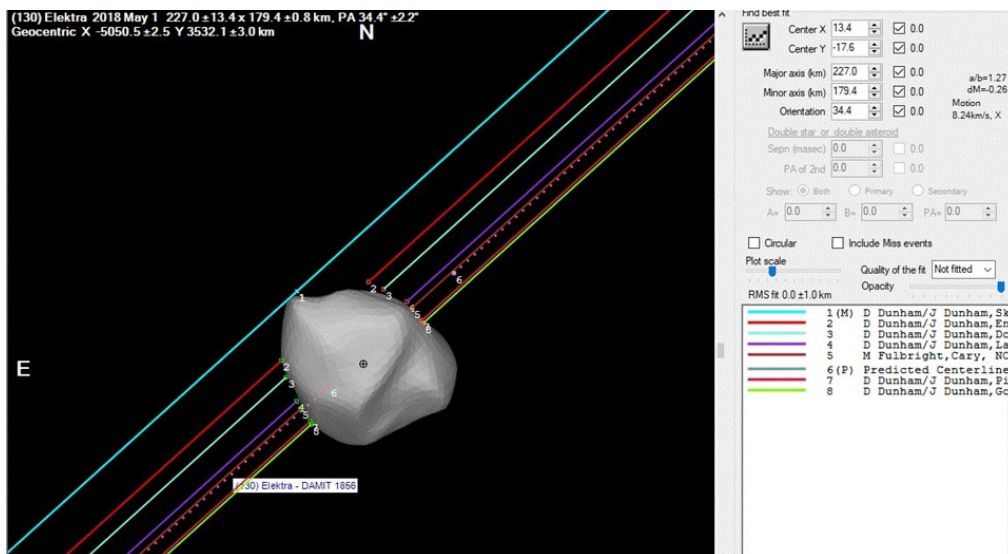 (130) Elektra 2018 May 1 227.0 ±13.4 x 179.4 ±0.8 km, PA 34.4° ±2.2°
Geocentric X -5050.5 ±2.5 Y 3532.1 ±3.0 km
N
E
1
2
3
4
5
6
8
2
3
4
5
6
8
(130) Elektra - DAMIT 1856
Find best fit
Center X 13.4 0.0
Center Y -17.6 0.0
Major axis (km) 227.0 0.0
Minor axis (km) 179.4 0.0
Orientation 34.4 0.0
a/b=1.27
dM=-0.26
Motion
8.24km/s, X
Double star or double asteroid
Sepn (masec) 0.0 0.0
PA of 2nd 0.0 0.0
Show: Both Primary Secondary
A= 0.0 B= 0.0 PA= 0.0
Circular Include Miss events
Plot scale
Quality of the fit Not fitted
Opacity
RMS fit 0.0 ±1.0 km
1(M) D Dunham/J Dunham,Sk
2 D Dunham/J Dunham,En
3 D Dunham/J Dunham,Do
4 D Dunham/J Dunham,La
5 M Fulbright,Cary, NC
6(P) Predicted Centerline
7 D Dunham/J Dunham,Pi
8 D Dunham/J Dunham,Go